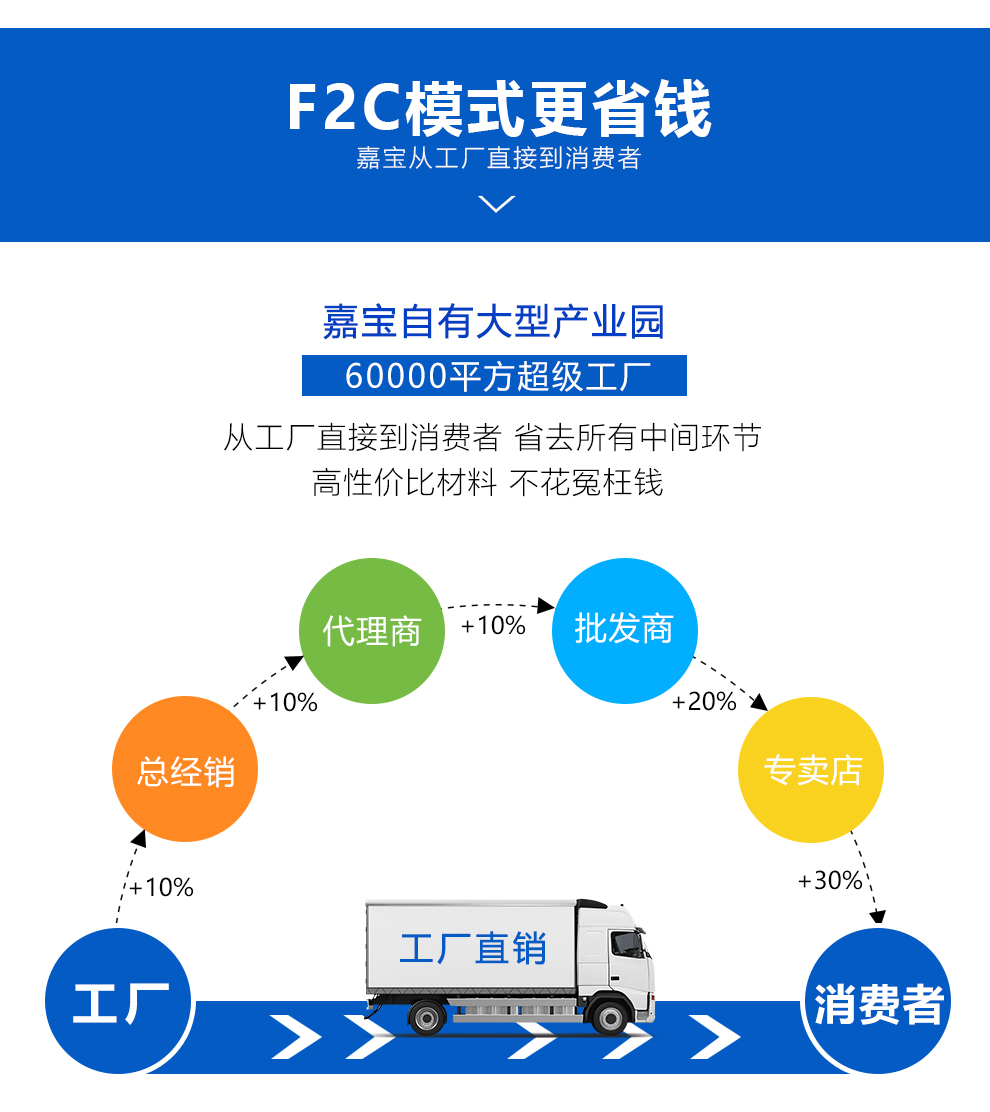 F2C模式更省钱
嘉宝从工厂直接到消费者
嘉宝自有大型产业园
60000平方超级工厂
从工厂直接到消费者 省去所有中间环节
高性价比材料 不花冤枉钱
代理商
+10%
批发商
+10%
+20%
总经销
专卖店
+10%
+30%
工厂直销
工厂
消费者